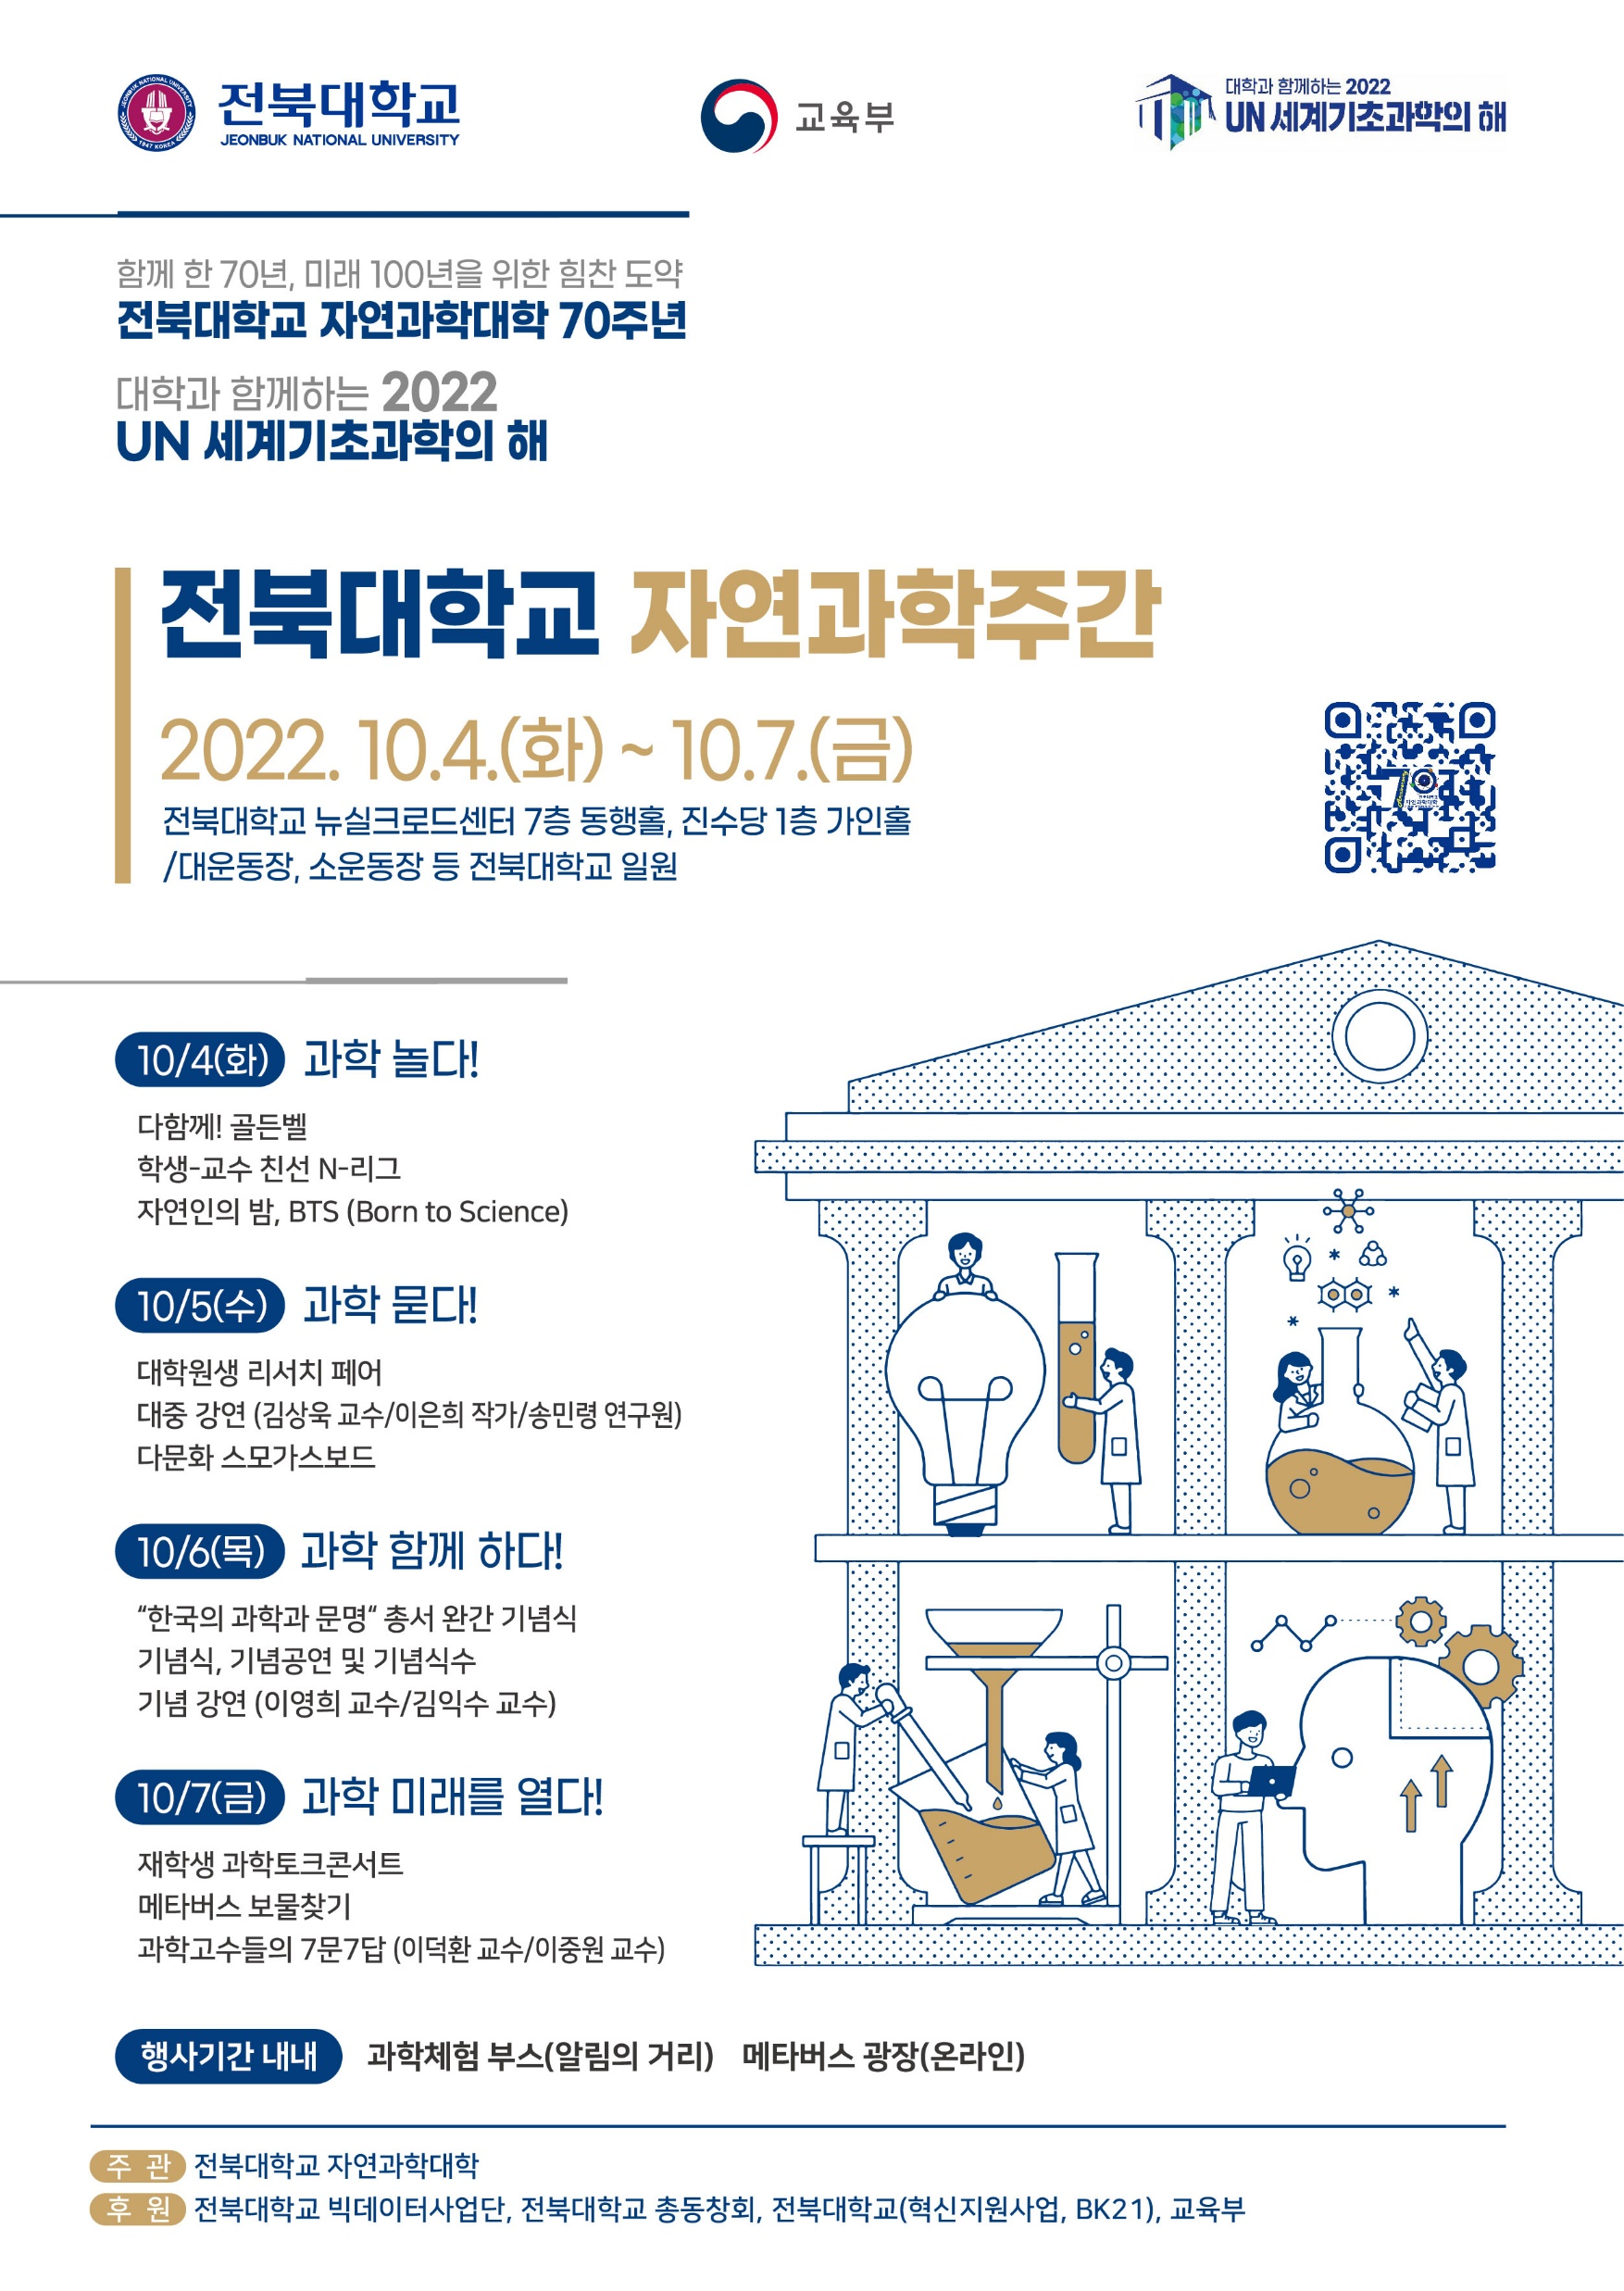 전북대학교
JEONBUK NATIONAL UNIVERSITY
교육부
대학과 함께하는 2022
UN 세계기초과학의 해
함께 한 70년, 미래 100년을 위한 힘찬 도약
전북대학교 자연과학대학 70주년
대학과 함께하는 2022
UN 세계기초과학의 해
전북대학교 자연과학주간
2022. 10.4.(화) ~ 10.7.(금)
전북대학교 뉴실크로드센터 7층 동행홀, 진수당 1층 가인홀
/대운동장, 소운동장 등 전북대학교 일원
10/4(화) 과학 놀다!
다함께! 골든벨
학생-교수 친선 N-리그
자연인의 밤, BTS (Born to Science)
10/5(수) 과학 묻다!
대학원생 리서치 페어
대중 강연 (김상욱 교수/이은희 작가/송민령 연구원)
다문화 스모가스보드
10/6(목) 과학 함께 하다!
“한국의 과학과 문명“ 총서 완간 기념식
기념식, 기념공연 및 기념식수
기념 강연 (이영희 교수/김익수 교수)
10/7(금) 과학 미래를 열다!
재학생 과학토크콘서트
메타버스 보물찾기
과학고수들의 7문7답 (이덕환 교수/이중원 교수)
행사기간 내내 과학체험 부스(알림의 거리) 메타버스 광장(온라인)
주 관 전북대학교 자연과학대학
후 원 전북대학교 빅데이터사업단, 전북대학교 총동창회, 전북대학교(혁신지원사업, BK21), 교육부